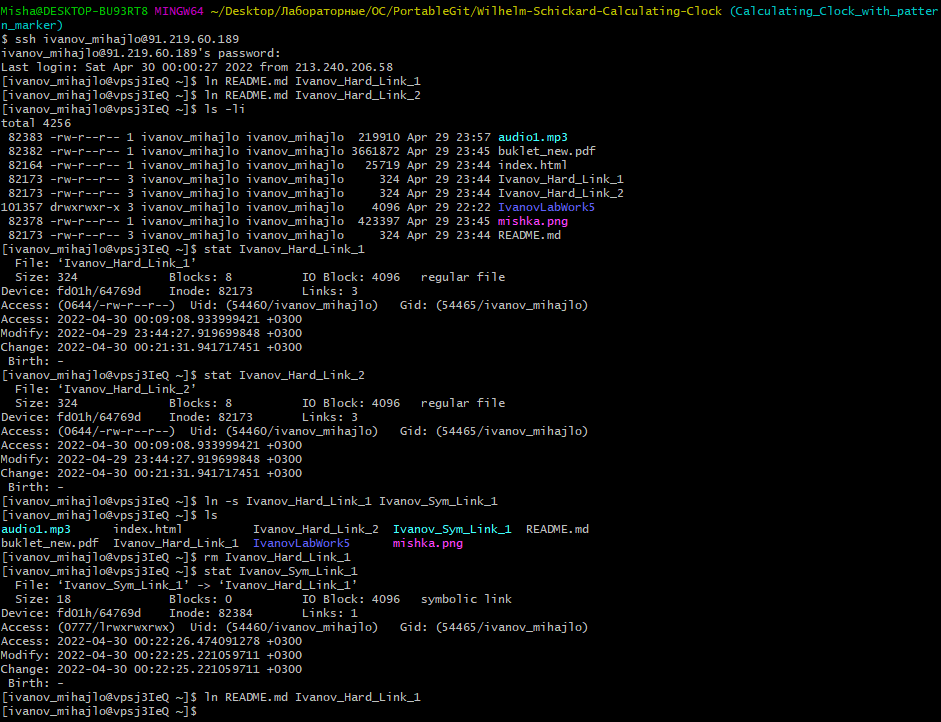 Misha@DESKTOP-BU93RT8 MINGW64 ~/Desktop/Лабораторные/ОС/PortableGit/Wilhelm-Schickard-Calculating-Clock (Calculating_Clock_with_patter
n_marker)
$ ssh ivanov_mihajlo@91.219.60.189
ivanov_mihajlo@91.219.60.189's password:
Last login: Sat Apr 30 00:00:27 2022 from 213.240.206.58
[ivanov_mihajlo@vpsj3IeQ ~]$ ln README.md Ivanov_Hard_Link_1
[ivanov_mihajlo@vpsj3IeQ ~]$ ln README.md Ivanov_Hard_Link_2
[ivanov_mihajlo@vpsj3IeQ ~]$ ls -li
total 4256
 82383 -rw-r--r-- 1 ivanov_mihajlo ivanov_mihajlo  219910 Apr 29 23:57 audio1.mp3
 82382 -rw-r--r-- 1 ivanov_mihajlo ivanov_mihajlo 3661872 Apr 29 23:45 buklet_new.pdf
 82164 -rw-r--r-- 1 ivanov_mihajlo ivanov_mihajlo   25719 Apr 29 23:44 index.html
 82173 -rw-r--r-- 3 ivanov_mihajlo ivanov_mihajlo     324 Apr 29 23:44 Ivanov_Hard_Link_1
 82173 -rw-r--r-- 3 ivanov_mihajlo ivanov_mihajlo     324 Apr 29 23:44 Ivanov_Hard_Link_2
101357 drwxrwxr-x 3 ivanov_mihajlo ivanov_mihajlo    4096 Apr 29 22:22 IvanovLabWork5
 82378 -rw-r--r-- 1 ivanov_mihajlo ivanov_mihajlo  423397 Apr 29 23:45 mishka.png
 82173 -rw-r--r-- 3 ivanov_mihajlo ivanov_mihajlo     324 Apr 29 23:44 README.md
[ivanov_mihajlo@vpsj3IeQ ~]$ stat Ivanov_Hard_Link_1
  File: ‘Ivanov_Hard_Link_1’
  Size: 324             Blocks: 8          IO Block: 4096   regular file
Device: fd01h/64769d    Inode: 82173       Links: 3
Access: (0644/-rw-r--r--)  Uid: (54460/ivanov_mihajlo)   Gid: (54465/ivanov_mihajlo)
Access: 2022-04-30 00:09:08.933999421 +0300
Modify: 2022-04-29 23:44:27.919699848 +0300
Change: 2022-04-30 00:21:31.941717451 +0300
 Birth: -
[ivanov_mihajlo@vpsj3IeQ ~]$ stat Ivanov_Hard_Link_2
  File: ‘Ivanov_Hard_Link_2’
  Size: 324             Blocks: 8          IO Block: 4096   regular file
Device: fd01h/64769d    Inode: 82173       Links: 3
Access: (0644/-rw-r--r--)  Uid: (54460/ivanov_mihajlo)   Gid: (54465/ivanov_mihajlo)
Access: 2022-04-30 00:09:08.933999421 +0300
Modify: 2022-04-29 23:44:27.919699848 +0300
Change: 2022-04-30 00:21:31.941717451 +0300
 Birth: -
[ivanov_mihajlo@vpsj3IeQ ~]$ ln -s Ivanov_Hard_Link_1 Ivanov_Sym_Link_1
[ivanov_mihajlo@vpsj3IeQ ~]$ ls
audio1.mp3      index.html          Ivanov_Hard_Link_2  Ivanov_Sym_Link_1  README.md
buklet_new.pdf  Ivanov_Hard_Link_1  IvanovLabWork5      mishka.png
[ivanov_mihajlo@vpsj3IeQ ~]$ rm Ivanov_Hard_Link_1
[ivanov_mihajlo@vpsj3IeQ ~]$ stat Ivanov_Sym_Link_1
  File: ‘Ivanov_Sym_Link_1’ -> ‘Ivanov_Hard_Link_1’
  Size: 18              Blocks: 0          IO Block: 4096   symbolic link
Device: fd01h/64769d    Inode: 82384       Links: 1
Access: (0777/lrwxrwxrwx)  Uid: (54460/ivanov_mihajlo)   Gid: (54465/ivanov_mihajlo)
Access: 2022-04-30 00:22:26.474091278 +0300
Modify: 2022-04-30 00:22:25.221059711 +0300
Change: 2022-04-30 00:22:25.221059711 +0300
 Birth: -
[ivanov_mihajlo@vpsj3IeQ ~]$ ln README.md Ivanov_Hard_Link_1
[ivanov_mihajlo@vpsj3IeQ ~]$